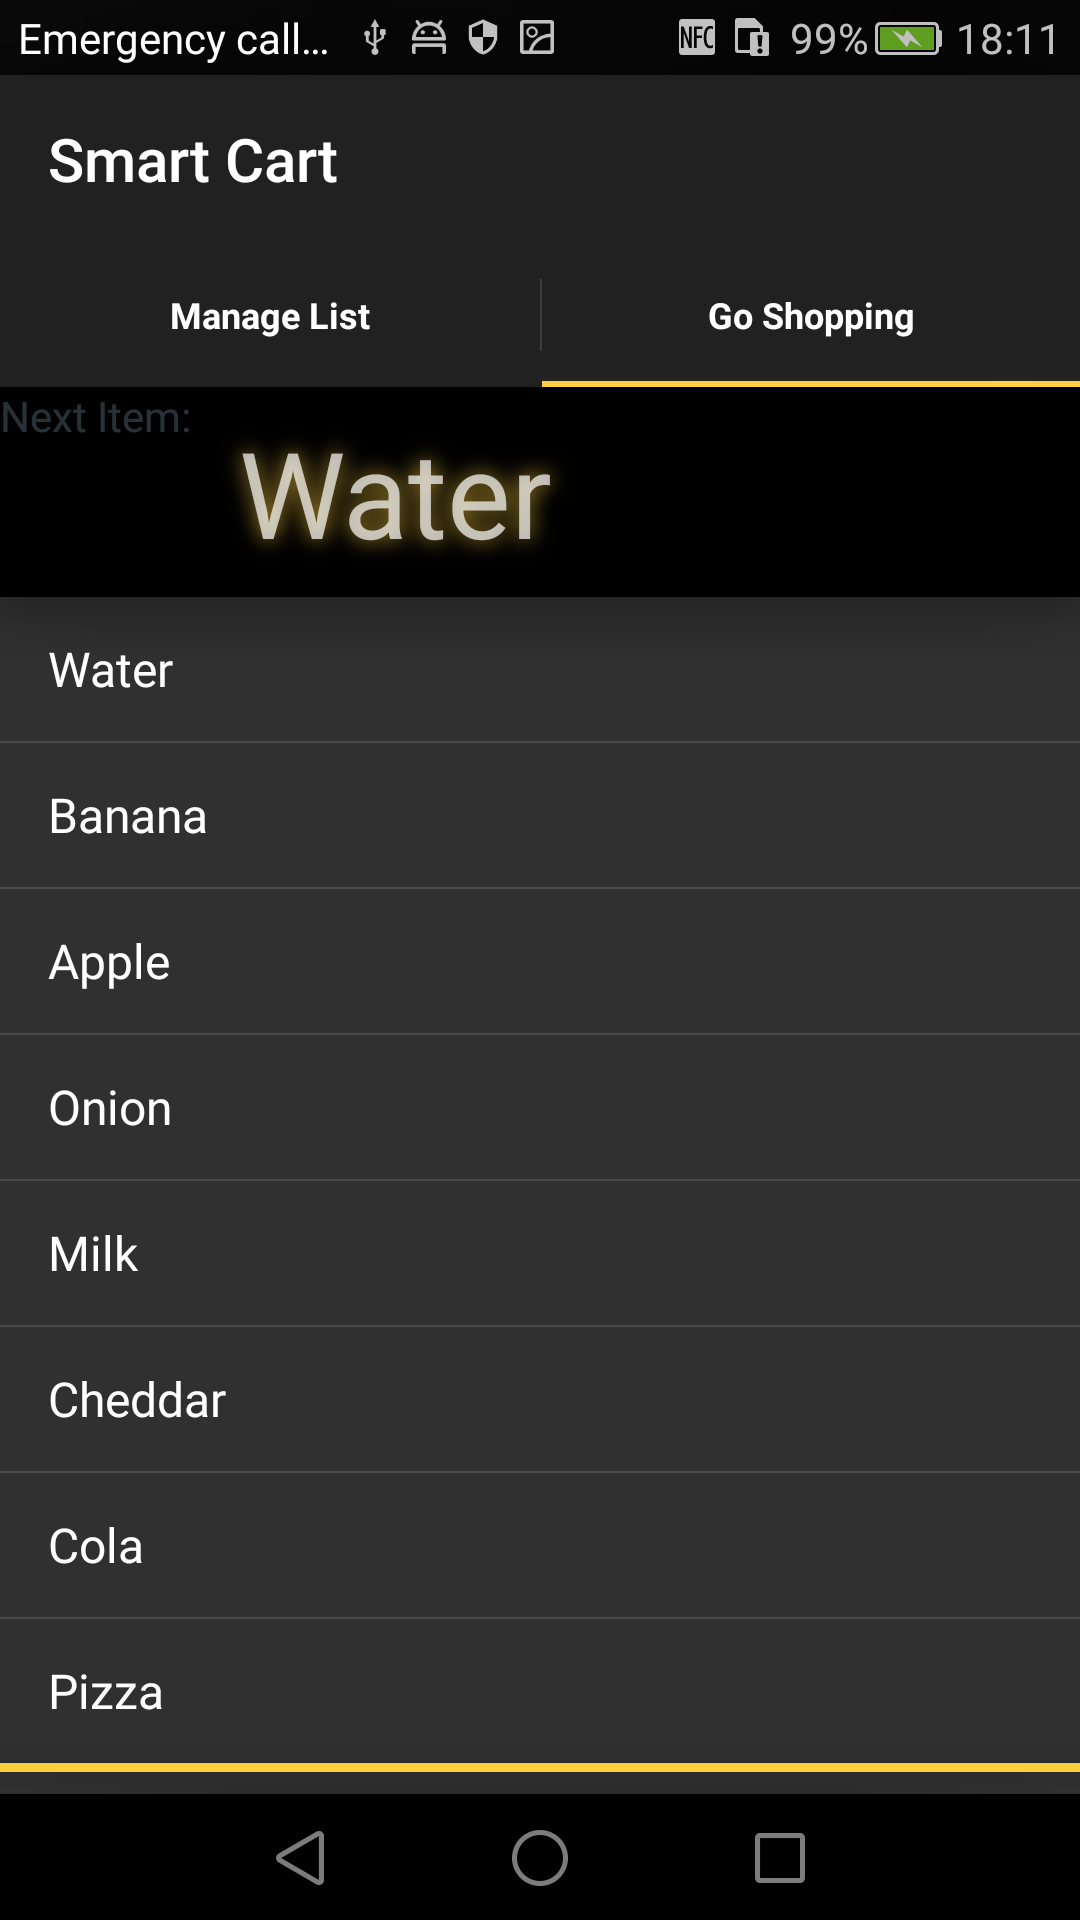 Emergency call... NFC 99% 18:11
Smart Cart
Manage List Go Shopping
Next Item:
Water
Water
Banana
Apple
Onion
Milk
Cheddar
Cola
Pizza